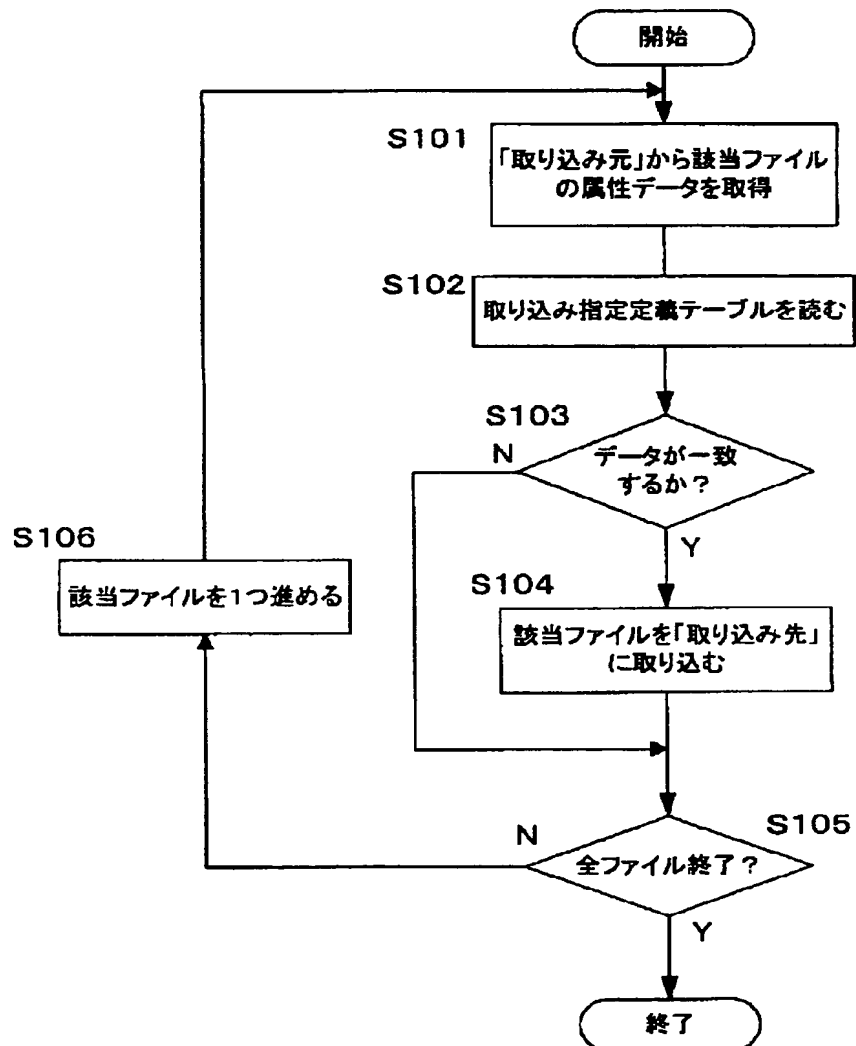 開始
S101
「取り込み元」から該当ファイル
の属性データを取得
S102
取り込み指定定義テーブルを読む
S103
N
データが一致
するか?
Y
S106
該当ファイルを1つ進める
S104
該当ファイルを「取り込み先」
に取り込む
N
S105
全ファイル終了?
Y
終了